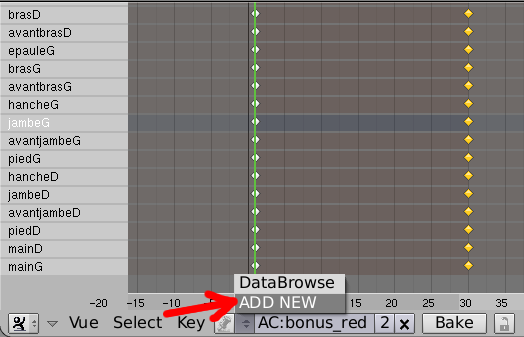 brasD
avantbrasD
epauleG
brasG
avantbrasG
hancheG
jambeG
avantjambeG
piedG
hancheD
jambeD
avantjambeD
piedD
mainD
mainG
DataBrowse
ADD NEW
-20 -15 -10 15 20 25 30 35
Vue Select Key AC:bonus_red 2 Bake